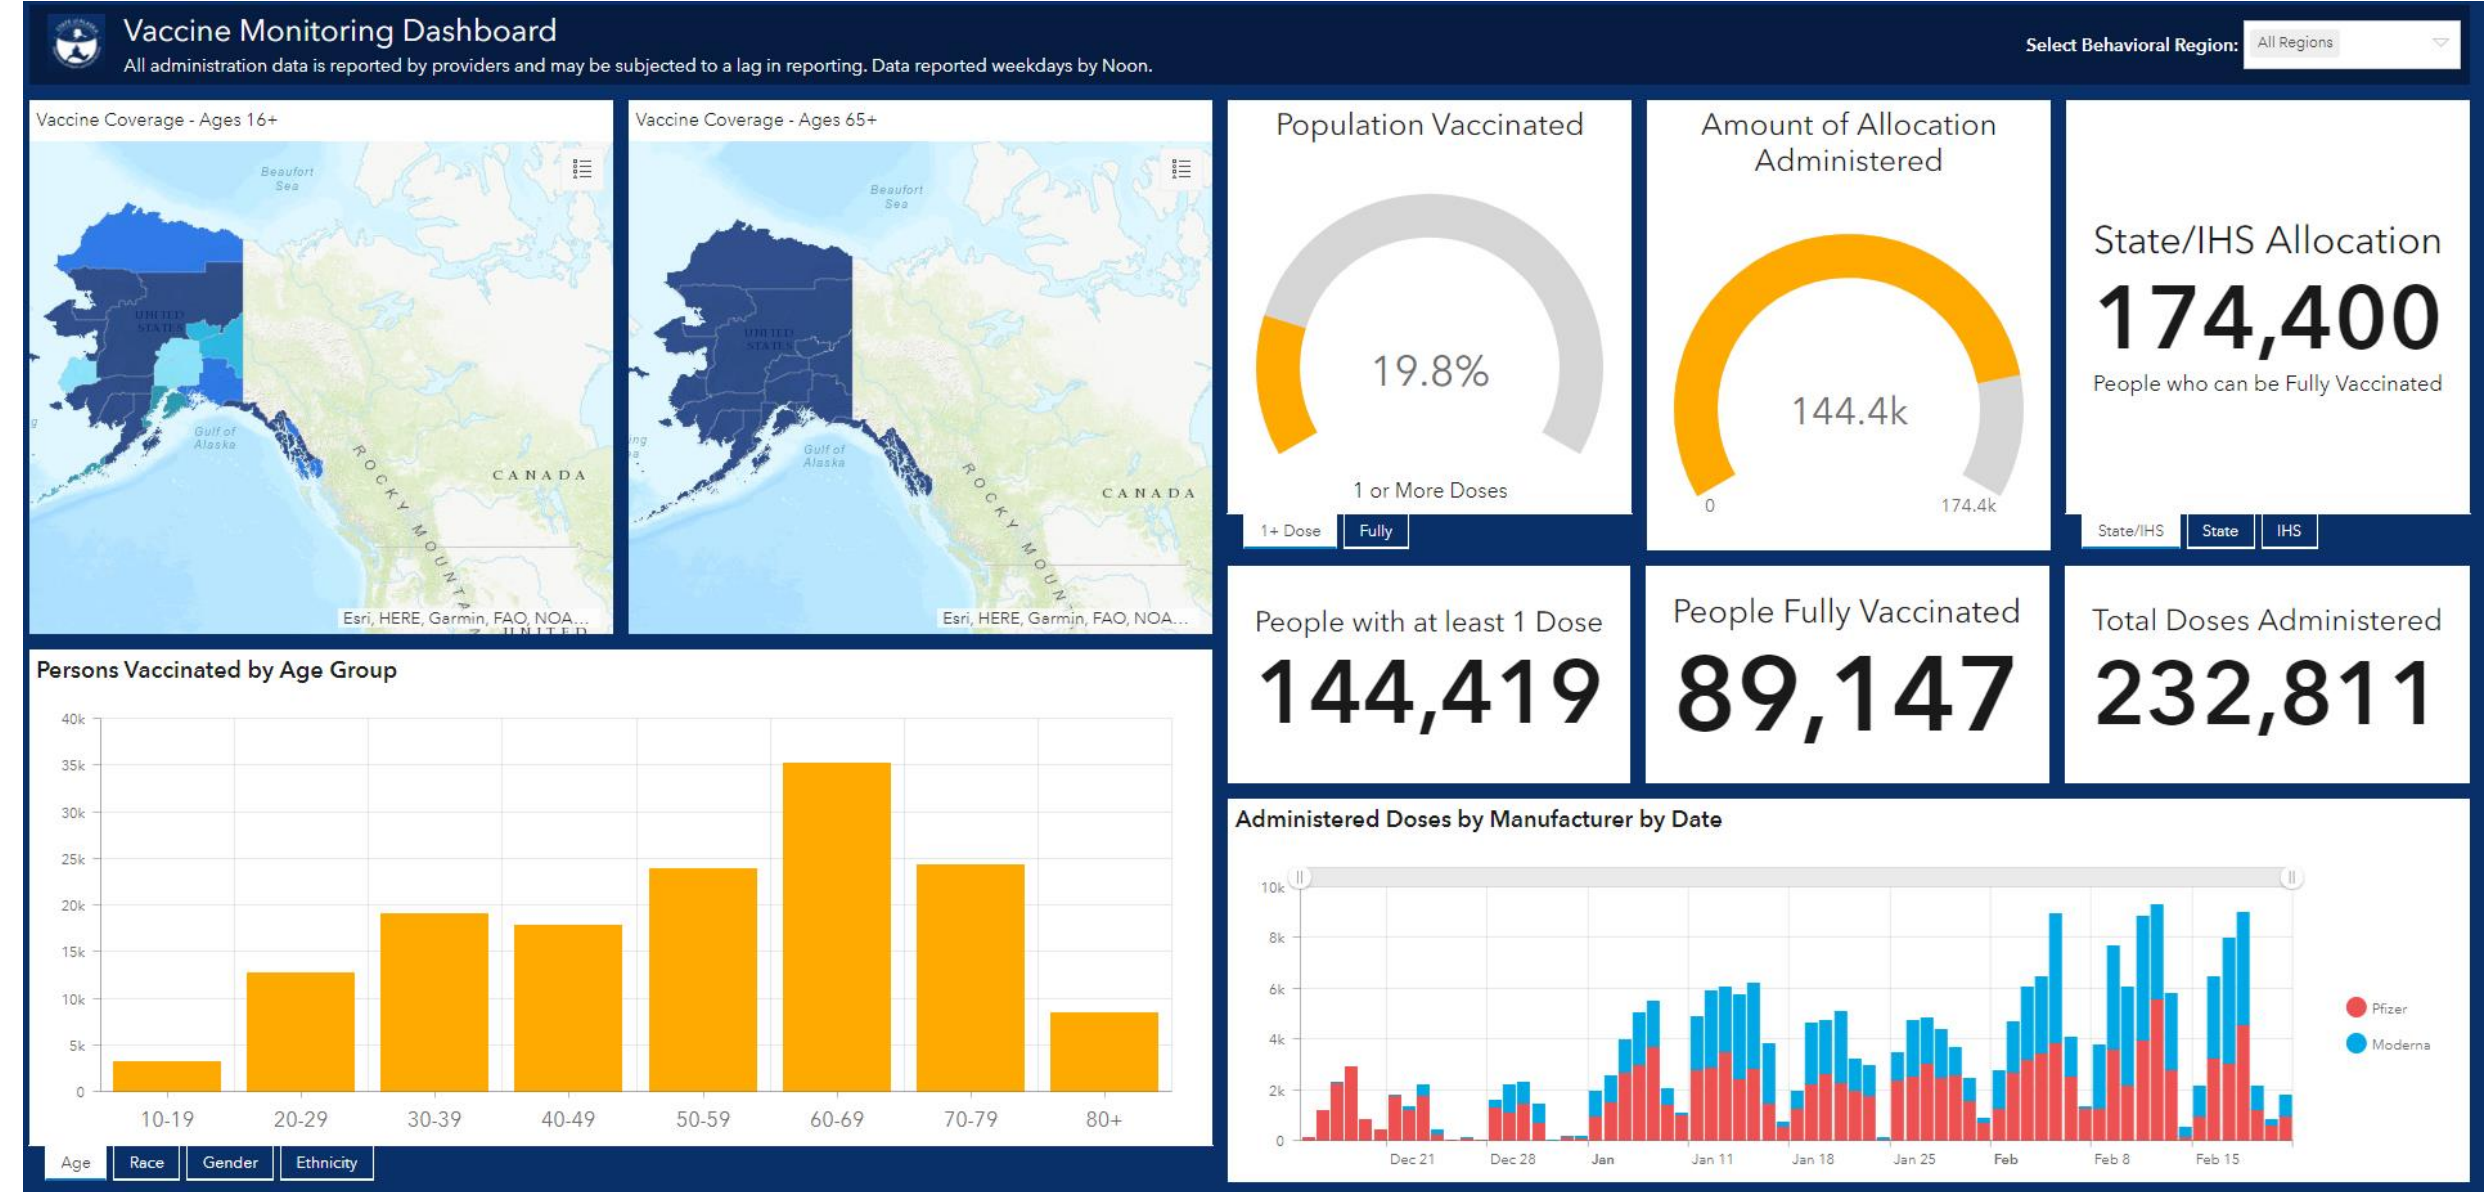 Vaccine Monitoring Dashboard
All administration data is reported by providers and may be subjected to a lag in reporting. Data reported weekdays by Noon.
Select Behavioral Region:
All Regions
Vaccine Coverage - Ages 16+
Beaufort
Sea
UNITED
STATES
Gulf of
Alaska
ROCKY MOUNTA
CANADA
Esri, HERE, Garmin, FAO, NOA...
Vaccine Coverage - Ages 65+
Beaufort
Sea
UNITED
STATES
Gulf of
Alaska
ROCKY MOUN
CANADA
Esri, HERE, Garmin, FAO, NOA...
Population Vaccinated
19.8%
1 or More Doses
1+ Dose
Fully
Amount of Allocation
Administered
144.4k
0
174.4k
State/IHS Allocation
174,400
People who can be Fully Vaccinated
State/IHS
State
IHS
People with at least 1 Dose
144,419
People Fully Vaccinated
89,147
Total Doses Administered
232,811
Persons Vaccinated by Age Group
40k
35k
30k
25k
20k
15k
10k
5k
0
10-19
20-29
30-39
40-49
50-59
60-69
70-79
80+
Age
Race
Gender
Ethnicity
Administered Doses by Manufacturer by Date
10k
8k
6k
4k
2k
0
Dec 21
Dec 28
Jan
Jan 11
Jan 18
Jan 25
Feb
Feb 8
Feb 15
Pfizer
Moderna